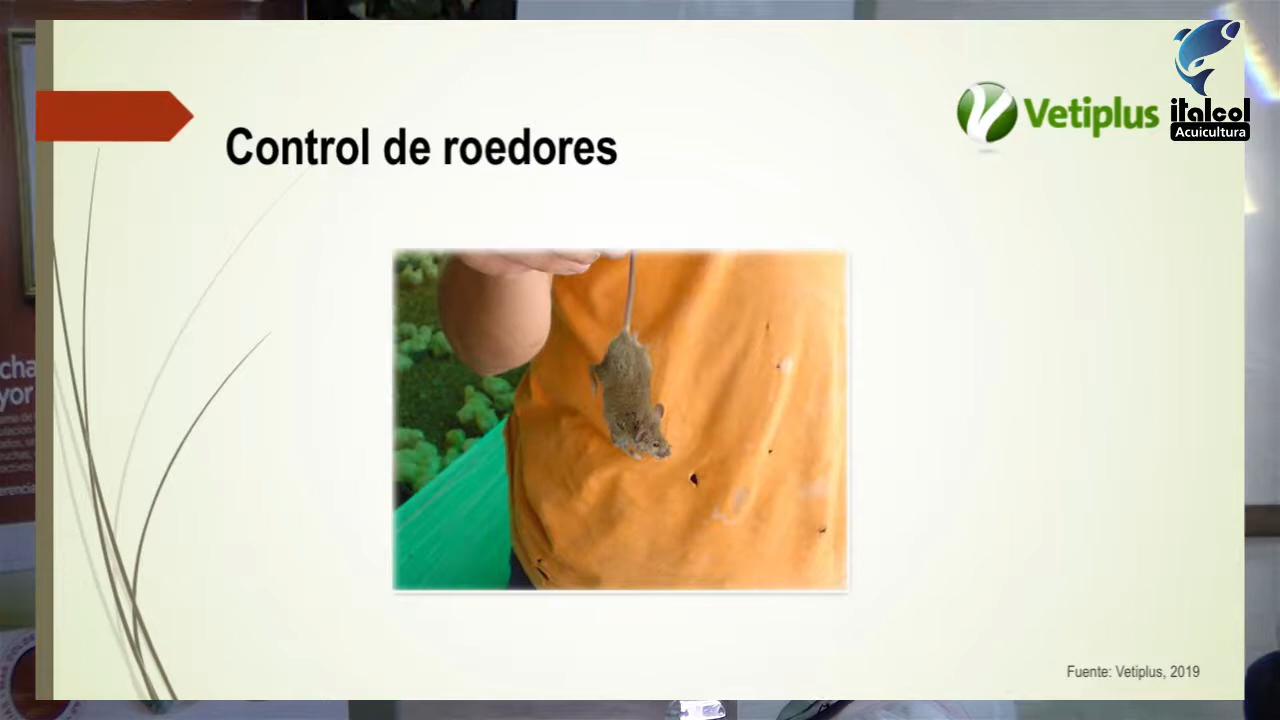 Control de roedores
Vetiplus
italcol
Acuicultura
Fuente: Vetiplus, 2019